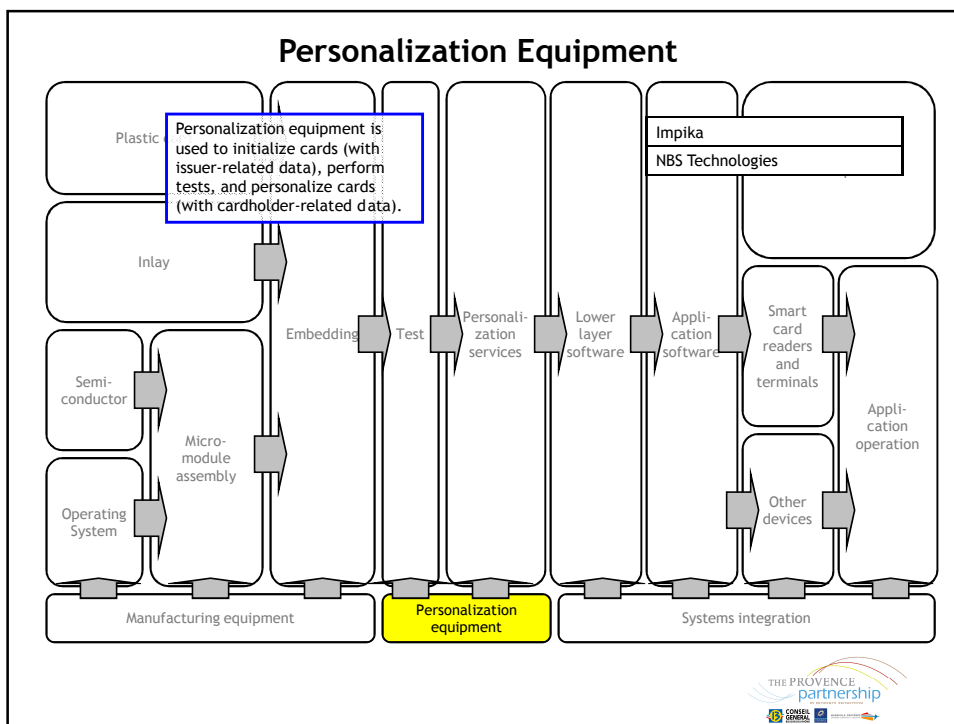 Personalization Equipment
Plastic
Personalization equipment is
used to initialize cards (with
issuer-related data), perform
tests, and personalize cards
(with cardholder-related data).
Impika
NBS Technologies
Inlay
Embedding
Test
Personali-
zation
services
Lower
layer
software
Appli-
cation
software
Smart
card
readers
and
terminals
Semi-
conductor
Micro-
module
assembly
Appli-
cation
operation
Operating
System
Other
devices
Manufacturing equipment
Personalization
equipment
Systems integration
THE PROVENCE
partnership
CONSEIL
GENERAL